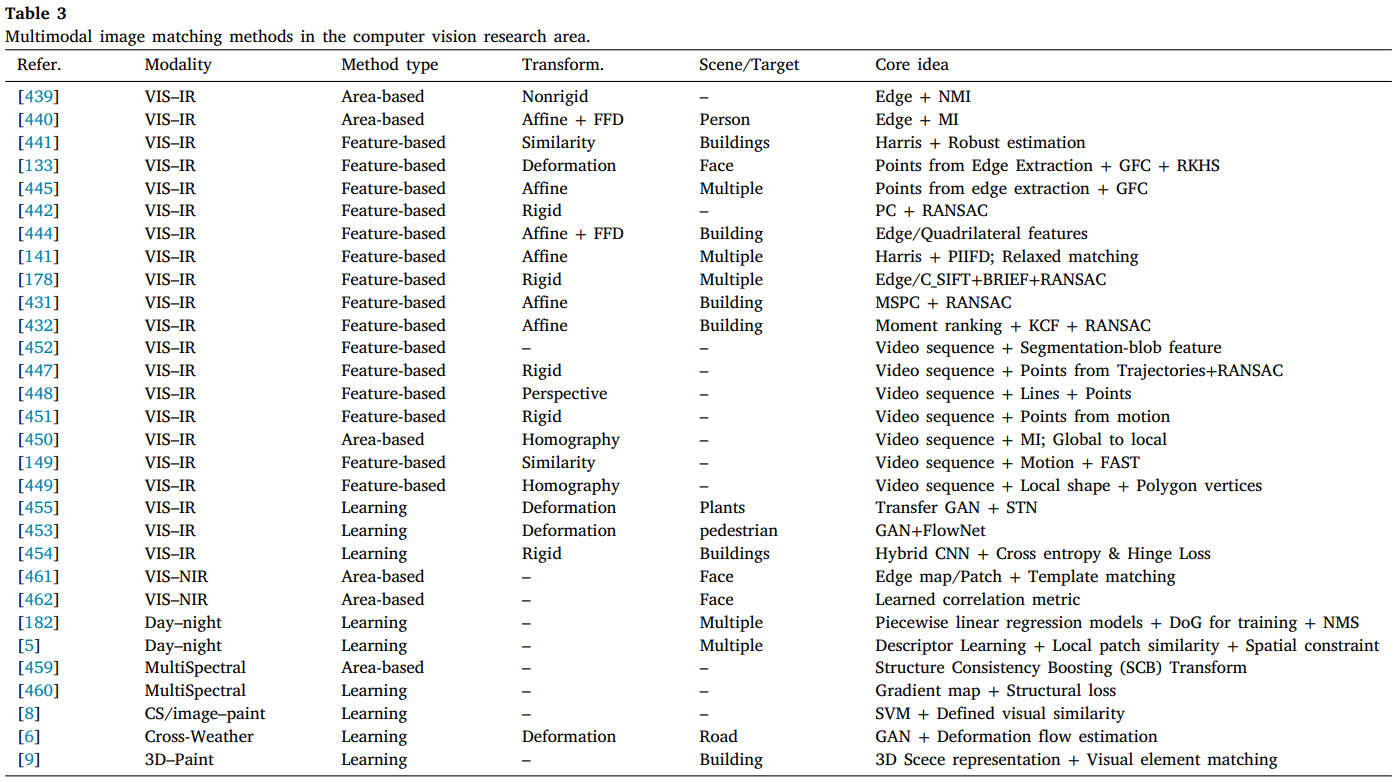 Table 3
Multimodal image matching methods in the computer vision research area.
Refer. Modality Method type Transform. Scene/Target Core idea
[439] VIS–IR Area-based Nonrigid – Edge + NMI
[440] VIS–IR Area-based Affine + FFD Person Edge + MI
[441] VIS–IR Feature-based Similarity Buildings Harris + Robust estimation
[133] VIS–IR Feature-based Deformation Face Points from Edge Extraction + GFC + RKHS
[445] VIS–IR Feature-based Affine Multiple Points from edge extraction + GFC
[442] VIS–IR Feature-based Rigid – PC + RANSAC
[444] VIS–IR Feature-based Affine + FFD Building Edge/Quadrilateral features
[141] VIS–IR Feature-based Affine Multiple Harris + PIIFD; Relaxed matching
[178] VIS–IR Feature-based Rigid Multiple Edge/C_SIFT+BRIEF+RANSAC
[431] VIS–IR Feature-based Affine Building MSPC + RANSAC
[432] VIS–IR Feature-based Affine Building Moment ranking + KCF + RANSAC
[452] VIS–IR Feature-based – – Video sequence + Segmentation-blob feature
[447] VIS–IR Feature-based Rigid – Video sequence + Points from Trajectories+RANSAC
[448] VIS–IR Feature-based Perspective – Video sequence + Lines + Points
[451] VIS–IR Feature-based Rigid – Video sequence + Points from motion
[450] VIS–IR Area-based Homography – Video sequence + MI; Global to local
[149] VIS–IR Feature-based Similarity – Video sequence + Motion + FAST
[449] VIS–IR Feature-based Homography – Video sequence + Local shape + Polygon vertices
[455] VIS–IR Learning Deformation Plants Transfer GAN + STN
[453] VIS–IR Learning Deformation pedestrian GAN+FlowNet
[454] VIS–IR Learning Rigid Buildings Hybrid CNN + Cross entropy & Hinge Loss
[461] VIS–NIR Area-based – Face Edge map/Patch + Template matching
[462] VIS–NIR Area-based – Face Learned correlation metric
[182] Day–night Learning – Multiple Piecewise linear regression models + DoG for training + NMS
[5] Day–night Learning – Multiple Descriptor Learning + Local patch similarity + Spatial constraint
[459] MultiSpectral Area-based – – Structure Consistency Boosting (SCB) Transform
[460] MultiSpectral Learning – – Gradient map + Structural loss
[8] CS/image–paint Learning – – SVM + Defined visual similarity
[6] Cross-Weather Learning Deformation Road GAN + Deformation flow estimation
[9] 3D–Paint Learning – Building 3D Scece representation + Visual element matching